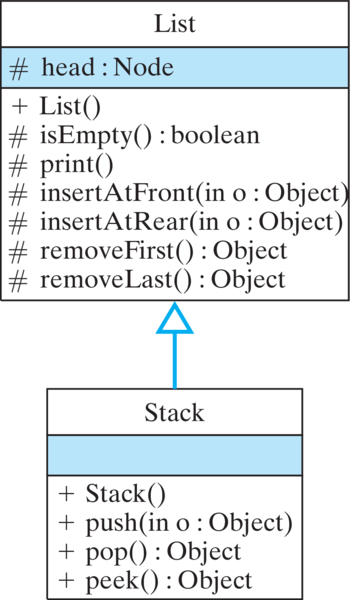 List
# head : Node
+ List()
# isEmpty() : boolean
# print()
# insertAtFront(in o : Object)
# insertAtRear(in o : Object)
# removeFirst() : Object
# removeLast() : Object
Stack
+ Stack()
+ push(in o : Object)
+ pop() : Object
+ peek() : Object